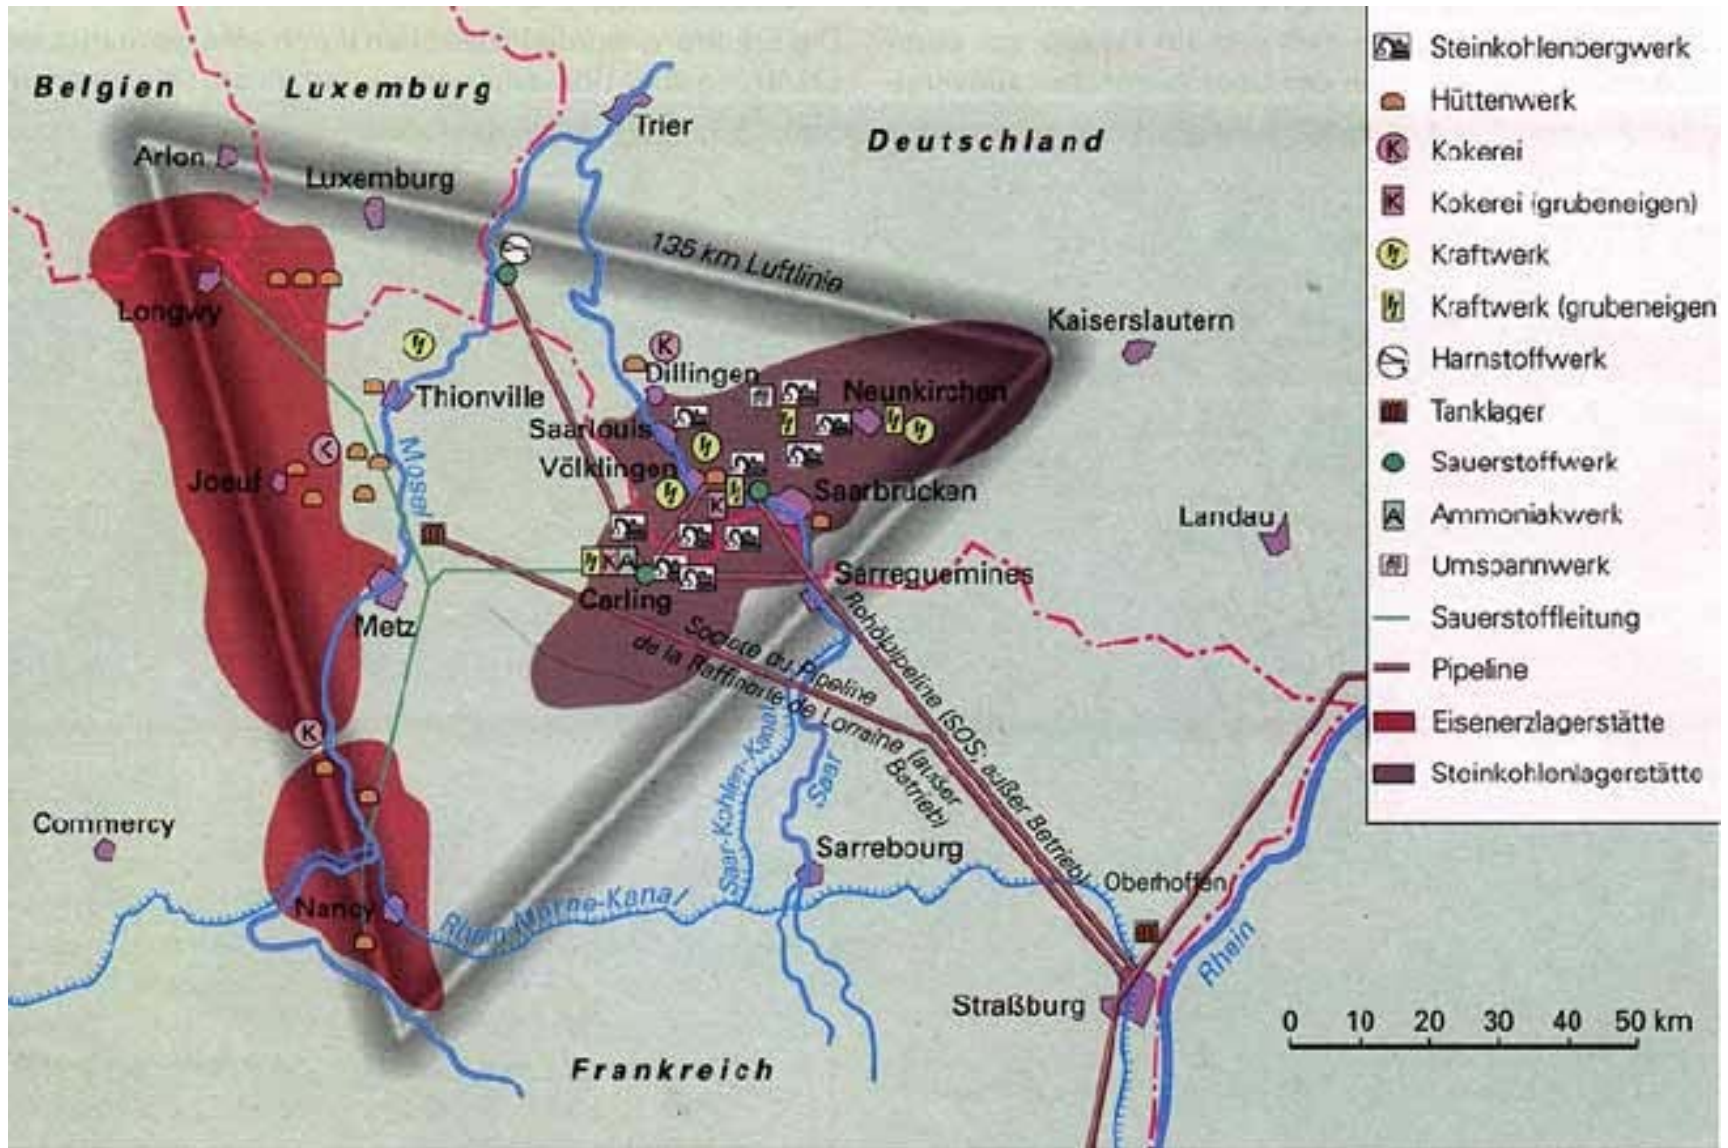 Belgien
Luxemburg
Trier
Deutschland
Arlon
Luxemburg
135 km Luftlinie
Longwy
Kaiserslautern
Dillingen
Neunkirchen
Thionville
Saarlouis
Mosel
Völklingen
Joeuf
Saarbrücken
Landau
Sarreguemines
Carling
Metz
Société du Pipeline
de la Raffinerie de Lorraine (ausser
Betrieb)
Rohölpipeline (SOS; außer Betrieb)
Saar-Kohlen-Kanal
Saar
Commercy
Sarrebourg
Oberhoffen
Nancy
Rhein-Marne-Kanal
Rhein
Straßburg
Frankreich
0 10 20 30 40 50 km
Steinkohlenbergwerk
Hüttenwerk
K Kokerei
K Kokerei (grubeneigen)
Kraftwerk
Kraftwerk (grubeneigen
Harnstoffwerk
Tanklager
Sauerstoffwerk
A Ammoniakwerk
Umspannwerk
Sauerstoffleitung
Pipeline
Eisenerzlagerstätte
Steinkohlenlagerstätte
K
K
K
K
K A